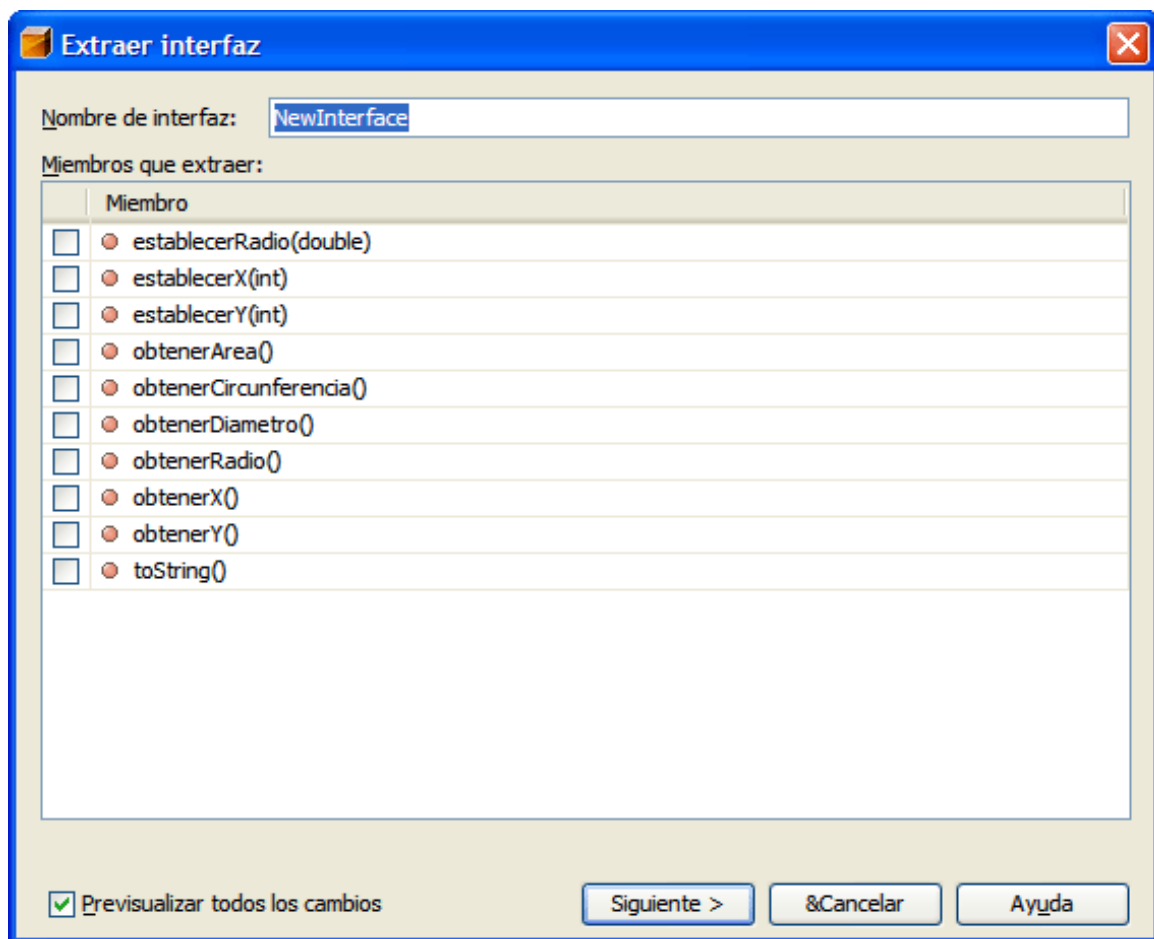 Extraer interfaz
Nombre de interfaz: NewInterface
Miembros que extraer:
Miembro
establecerRadio(double)
establecerX(int)
establecerY(int)
obtenerArea()
obtenerCircunferencia()
obtenerDiametro()
obtenerRadio()
obtenerX()
obtenerY()
toString()
Previsualizar todos los cambios Siguiente > &Cancelar Ayuda